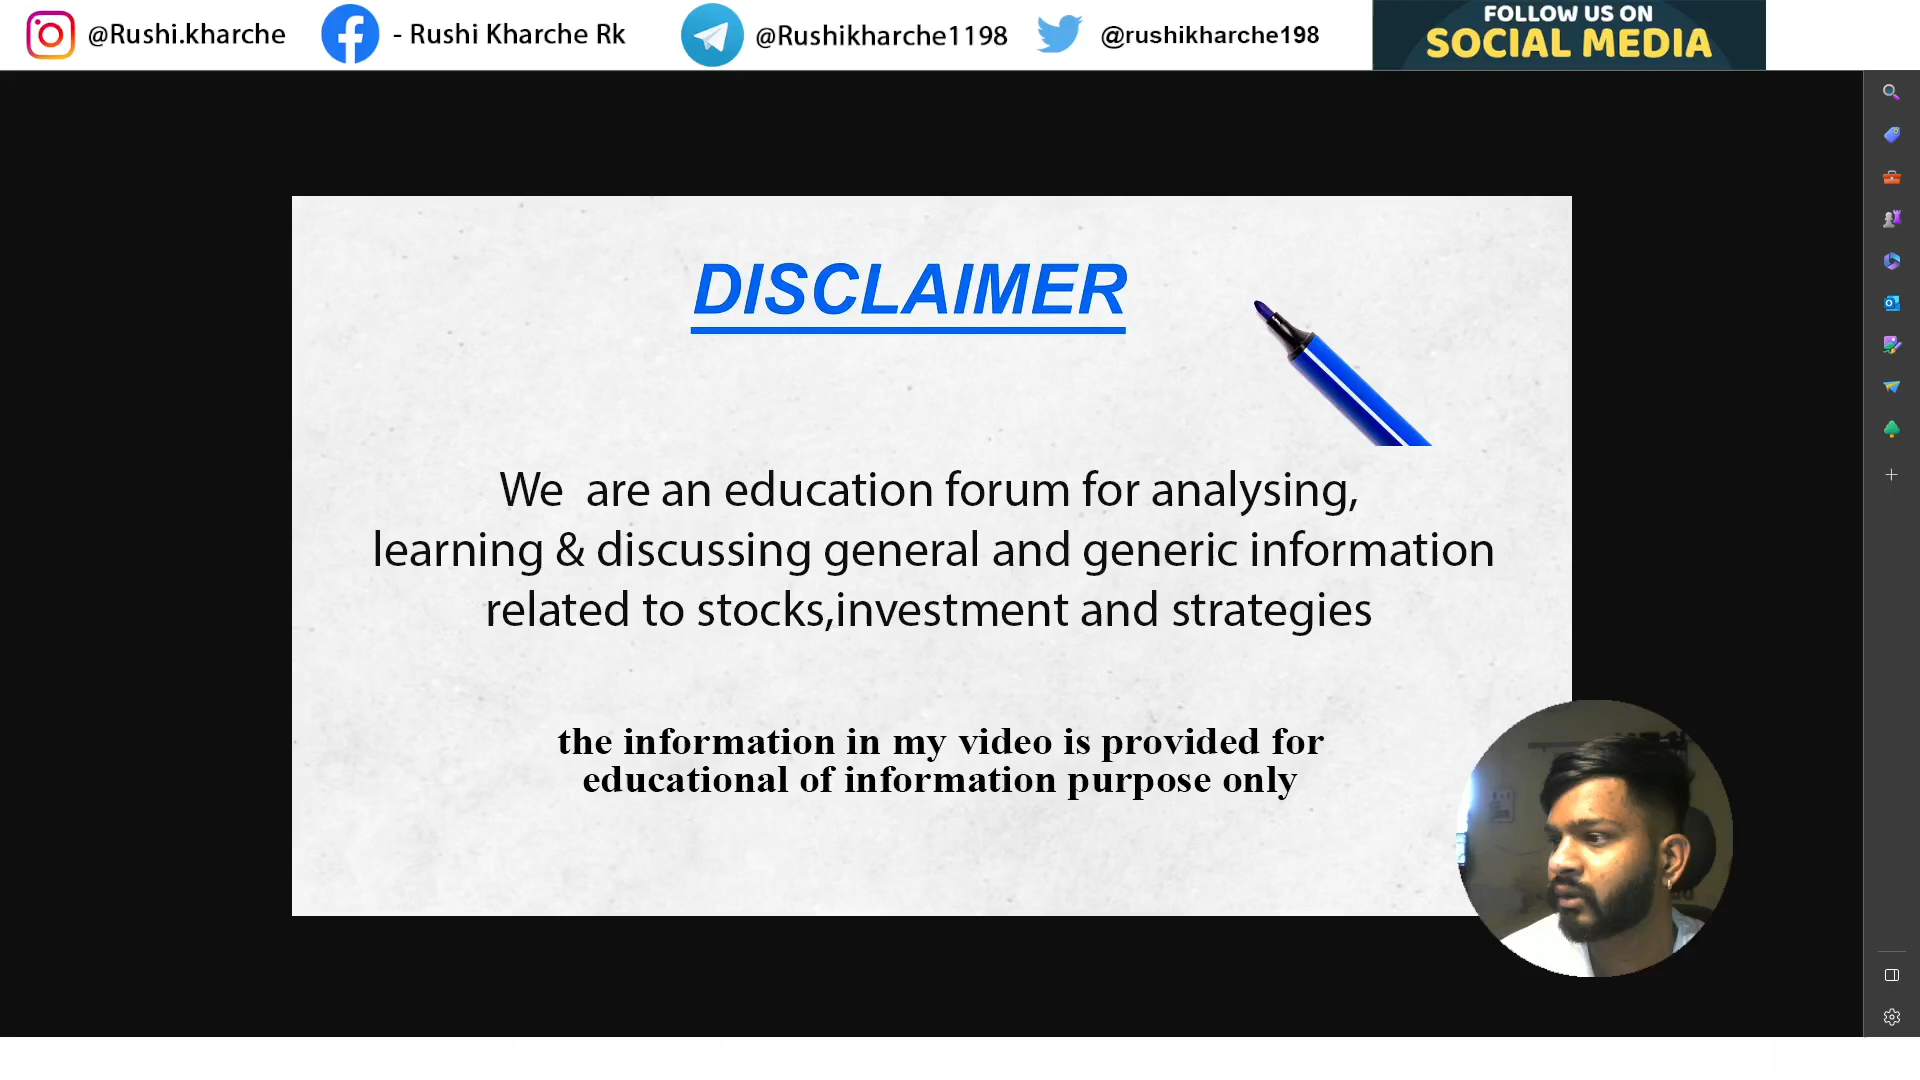 @Rushi.kharche - Rushi Kharche Rk @Rushikharche1198 @rushikharche198 FOLLOW US ON
SOCIAL MEDIA
DISCLAIMER
We are an education forum for analysing,
learning & discussing general and generic information
related to stocks,investment and strategies
the information in my video is provided for
educational of information purpose only